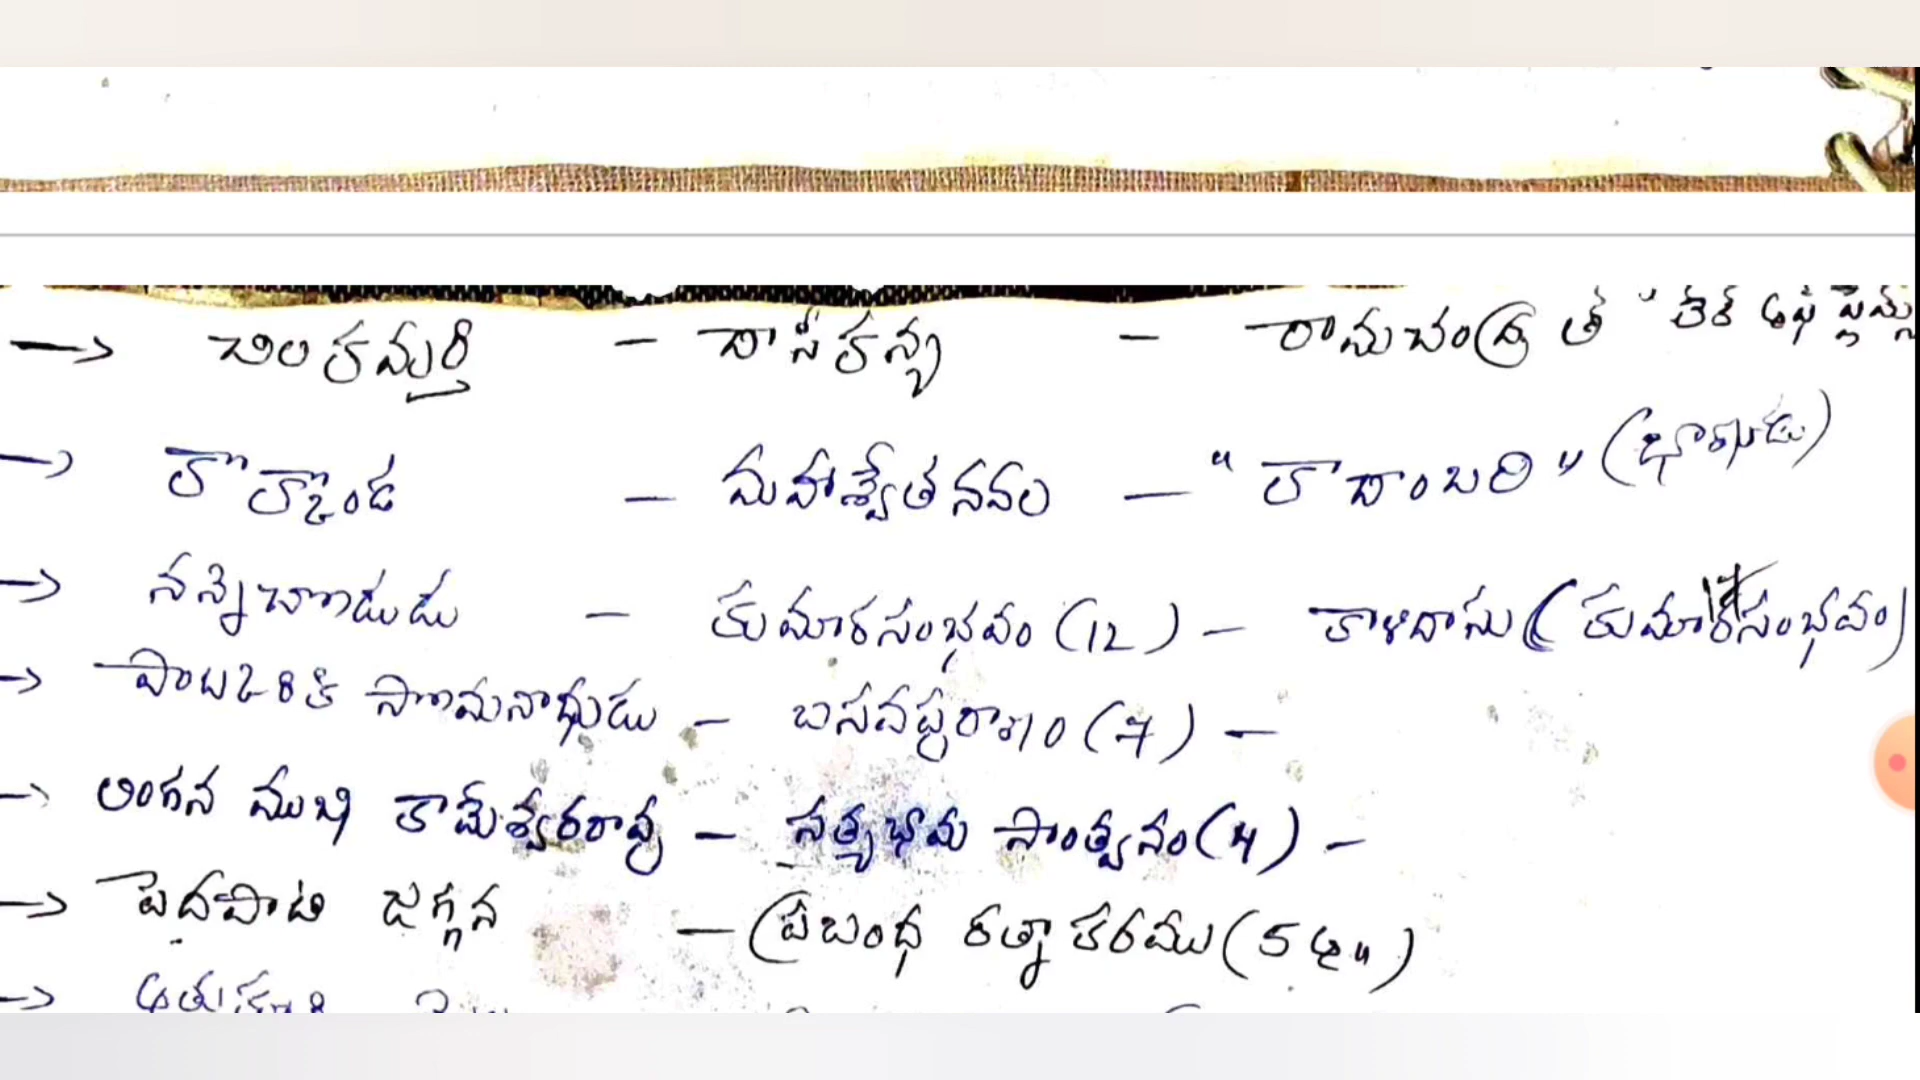 → చిలకమర్తి - దాసీకన్య - రామచంద్ర
→ కొక్కొండ - మహాశ్వేత నవల - "కాదాంబరి" (భాణుడు)
→ నన్నెచోడుడు - కుమారసంభవం (12) - కాళిదాసు (కుమారసంభవం)
→ పాలకురికి సోమనాథుడు - బసవపురాణం (7) -
→ లింగన ముఖి కామేశ్వరరావు - సత్యభామ సాంత్వనం (4) -
→ పెదపాటి జగ్గన - ప్రబంధ రత్నాకరము (5 ఆ॥)